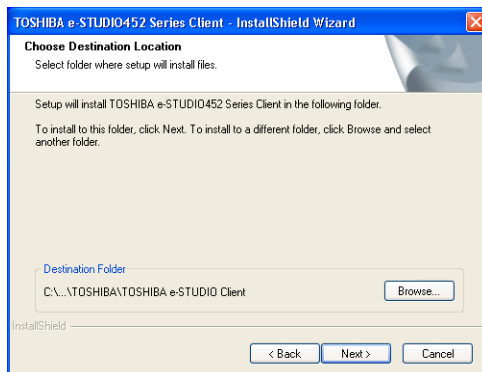 TOSHIBA e-STUDIO452 Series Client - InstallShield Wizard
Choose Destination Location
Select folder where setup will install files.
Setup will install TOSHIBA e-STUDIO452 Series Client in the following folder.
To install to this folder, click Next. To install to a different folder, click Browse and select
another folder.
Destination Folder
C:\...\TOSHIBA\TOSHIBA e-STUDIO Client
Browse...
InstallShield
< Back
Next >
Cancel